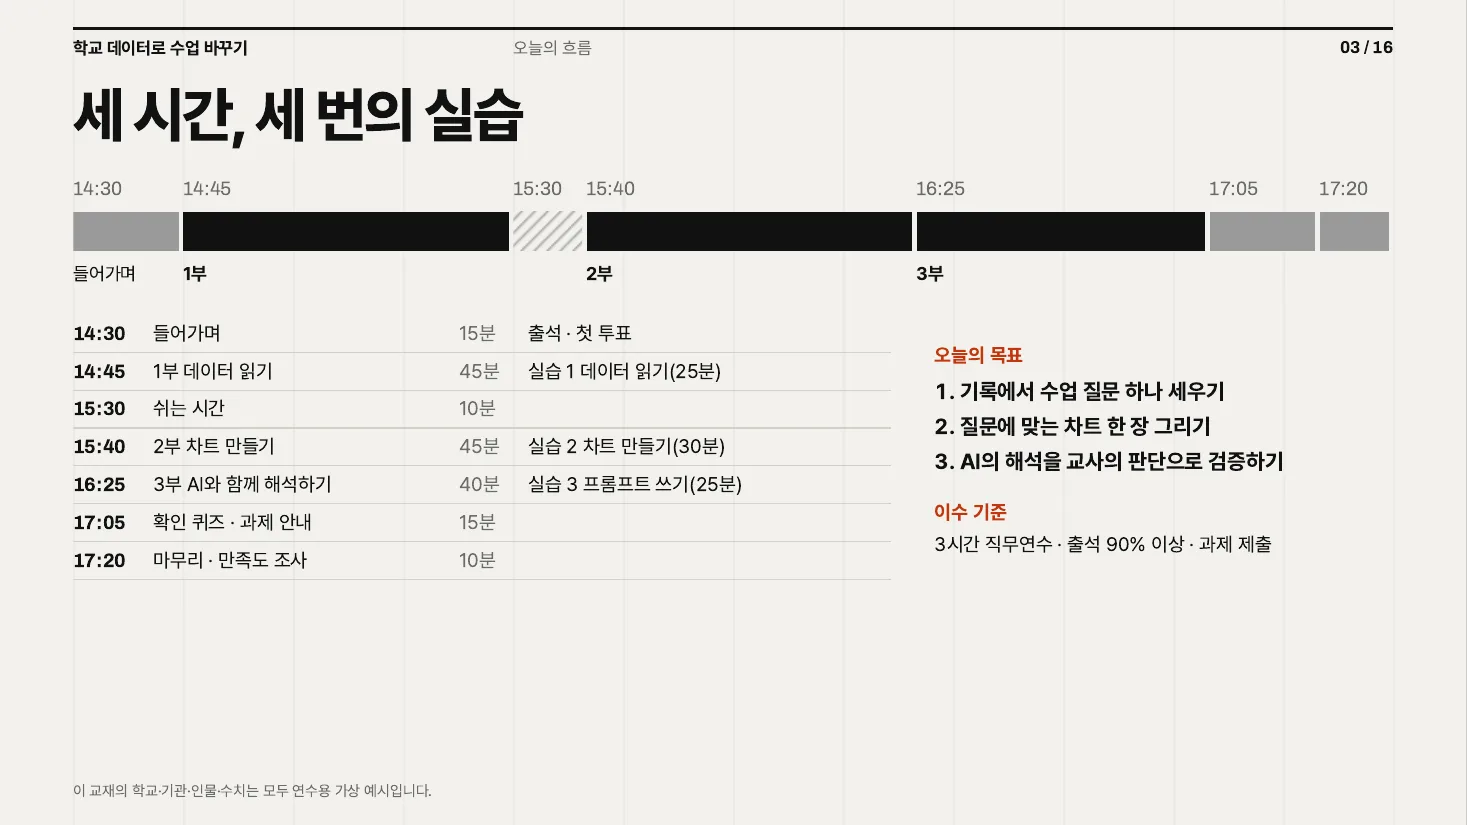 학교 데이터로 수업 바꾸기
오늘의 흐름
03 / 16
세 시간, 세 번의 실습
14:30 14:45 15:30 15:40 16:25 17:05 17:20
들어가며 1부 2부 3부
14:30 들어가며 15분 출석 · 첫 투표
14:45 1부 데이터 읽기 45분 실습 1 데이터 읽기(25분)
15:30 쉬는 시간 10분
15:40 2부 차트 만들기 45분 실습 2 차트 만들기(30분)
16:25 3부 AI와 함께 해석하기 40분 실습 3 프롬프트 쓰기(25분)
17:05 확인 퀴즈 · 과제 안내 15분
17:20 마무리 · 만족도 조사 10분
오늘의 목표
1. 기록에서 수업 질문 하나 세우기
2. 질문에 맞는 차트 한 장 그리기
3. AI의 해석을 교사의 판단으로 검증하기
이수 기준
3시간 직무연수 · 출석 90% 이상 · 과제 제출
이 교재의 학교·기관·인물·수치는 모두 연수용 가상 예시입니다.